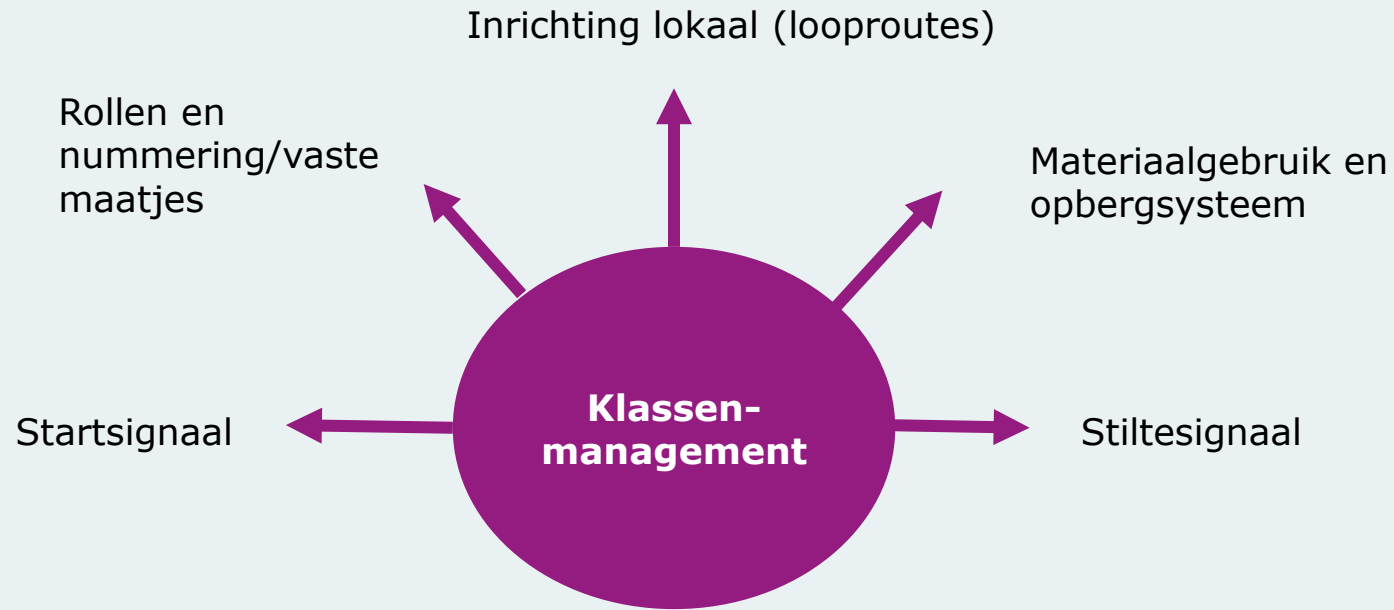 Inrichting lokaal (looproutes)
Rollen en
nummering/vaste
maatjes
Materiaalgebruik en
opbergsysteem
Startsignaal
Klassen-
management
Stiltesignaal